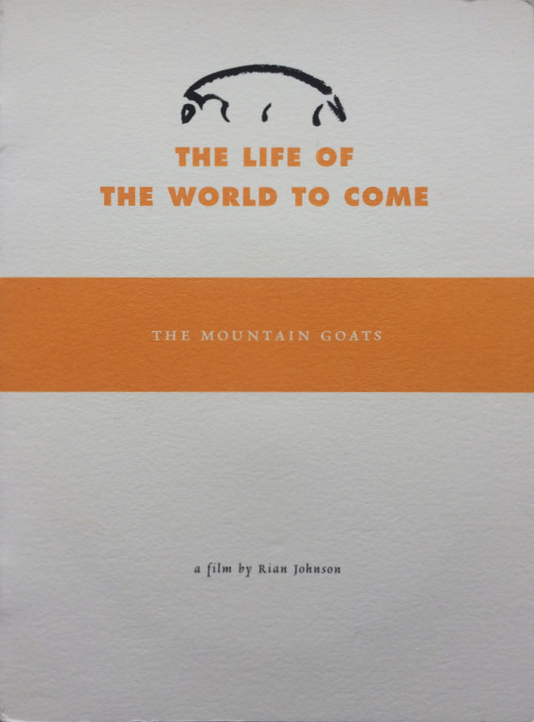 THE LIFE OF
THE WORLD TO COME
THE MOUNTAIN GOATS
a film by Rian Johnson